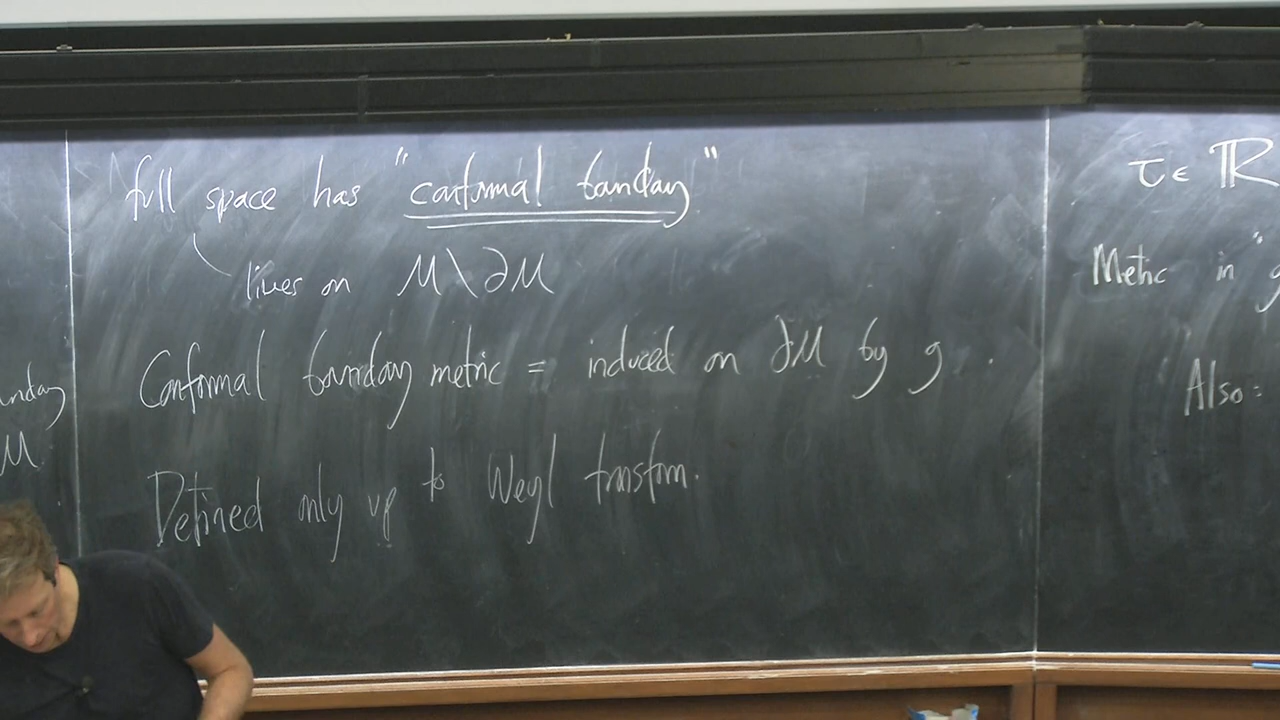 full space has "conformal boundary"
lives on M\∂M
Conformal boundary metric = induced on ∂M by g.
Defined only up to Weyl transform.
undary
M
τ ∈ ℝ
Metric in "g
Also: